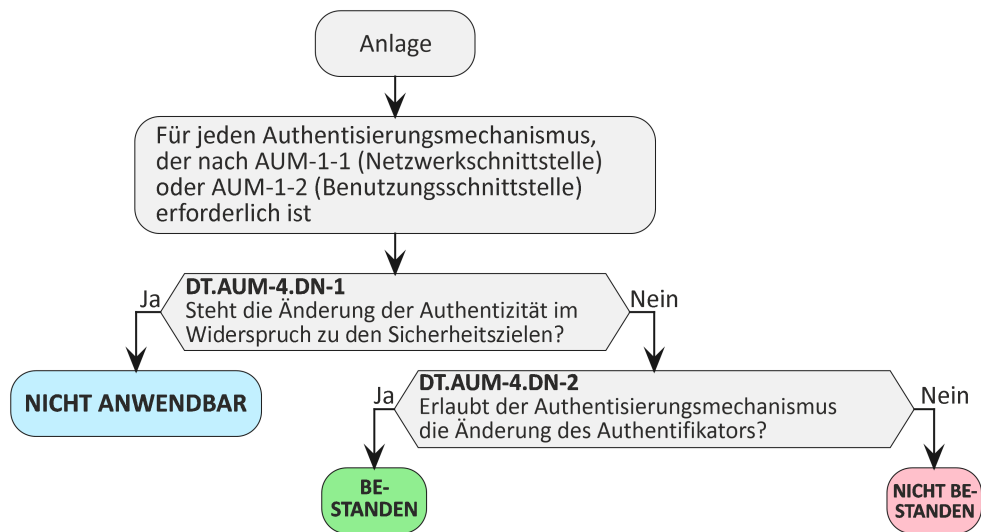 Anlage
Für jeden Authentisierungsmechanismus,
der nach AUM-1-1 (Netzwerkschnittstelle)
oder AUM-1-2 (Benutzungsschnittstelle)
erforderlich ist
DT.AUM-4.DN-1
Ja
Nein
Steht die Änderung der Authentizität im
Widerspruch zu den Sicherheitszielen?
NICHT ANWENDBAR
DT.AUM-4.DN-2
Ja
Nein
Erlaubt der Authentisierungsmechanismus
die Änderung des Authentifikators?
BE-
STANDEN
NICHT BE-
STANDEN